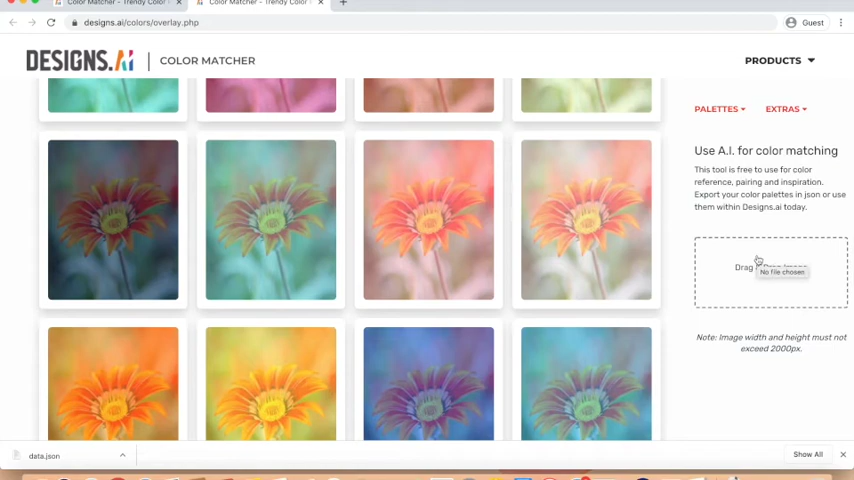 Color Matcher - Trendy Color
Color Matcher - Trendy Color
designs.ai/colors/overlay.php
Guest
DESIGNS.Ai
COLOR MATCHER
PRODUCTS
PALETTES
EXTRAS
Use A.I. for color matching
This tool is free to use for color
reference, pairing and inspiration.
Export your color palettes in json or use
them within Designs.ai today.
Drag
No file chosen
Note: Image width and height must not
exceed 2000px.
data.json
Show All